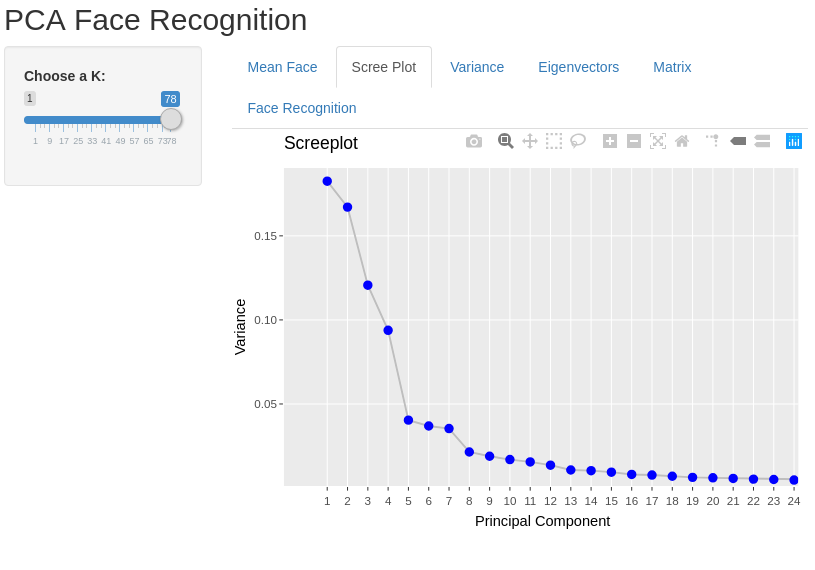 PCA Face Recognition
Choose a K:
1 78
1 9 17 25 33 41 49 57 65 7378
Mean Face Scree Plot Variance Eigenvectors Matrix
Face Recognition
Screeplot
0.15
0.10
0.05
Variance
1 2 3 4 5 6 7 8 9 10 11 12 13 14 15 16 17 18 19 20 21 22 23 24
Principal Component